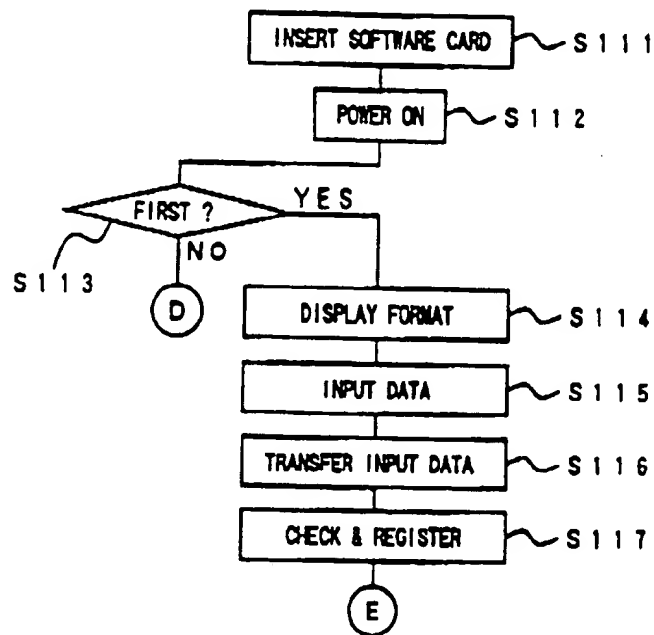 INSERT SOFTWARE CARD S111
POWER ON S112
FIRST ? YES
NO
S113
D
DISPLAY FORMAT S114
INPUT DATA S115
TRANSFER INPUT DATA S116
CHECK & REGISTER S117
E